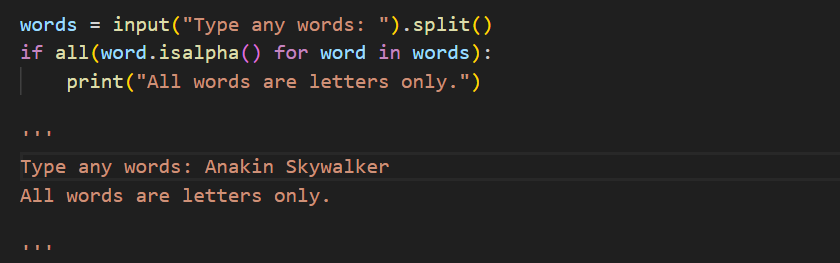 words = input("Type any words: ").split()
if all(word.isalpha() for word in words):
    print("All words are letters only.")
'''
Type any words: Anakin Skywalker
All words are letters only.
'''